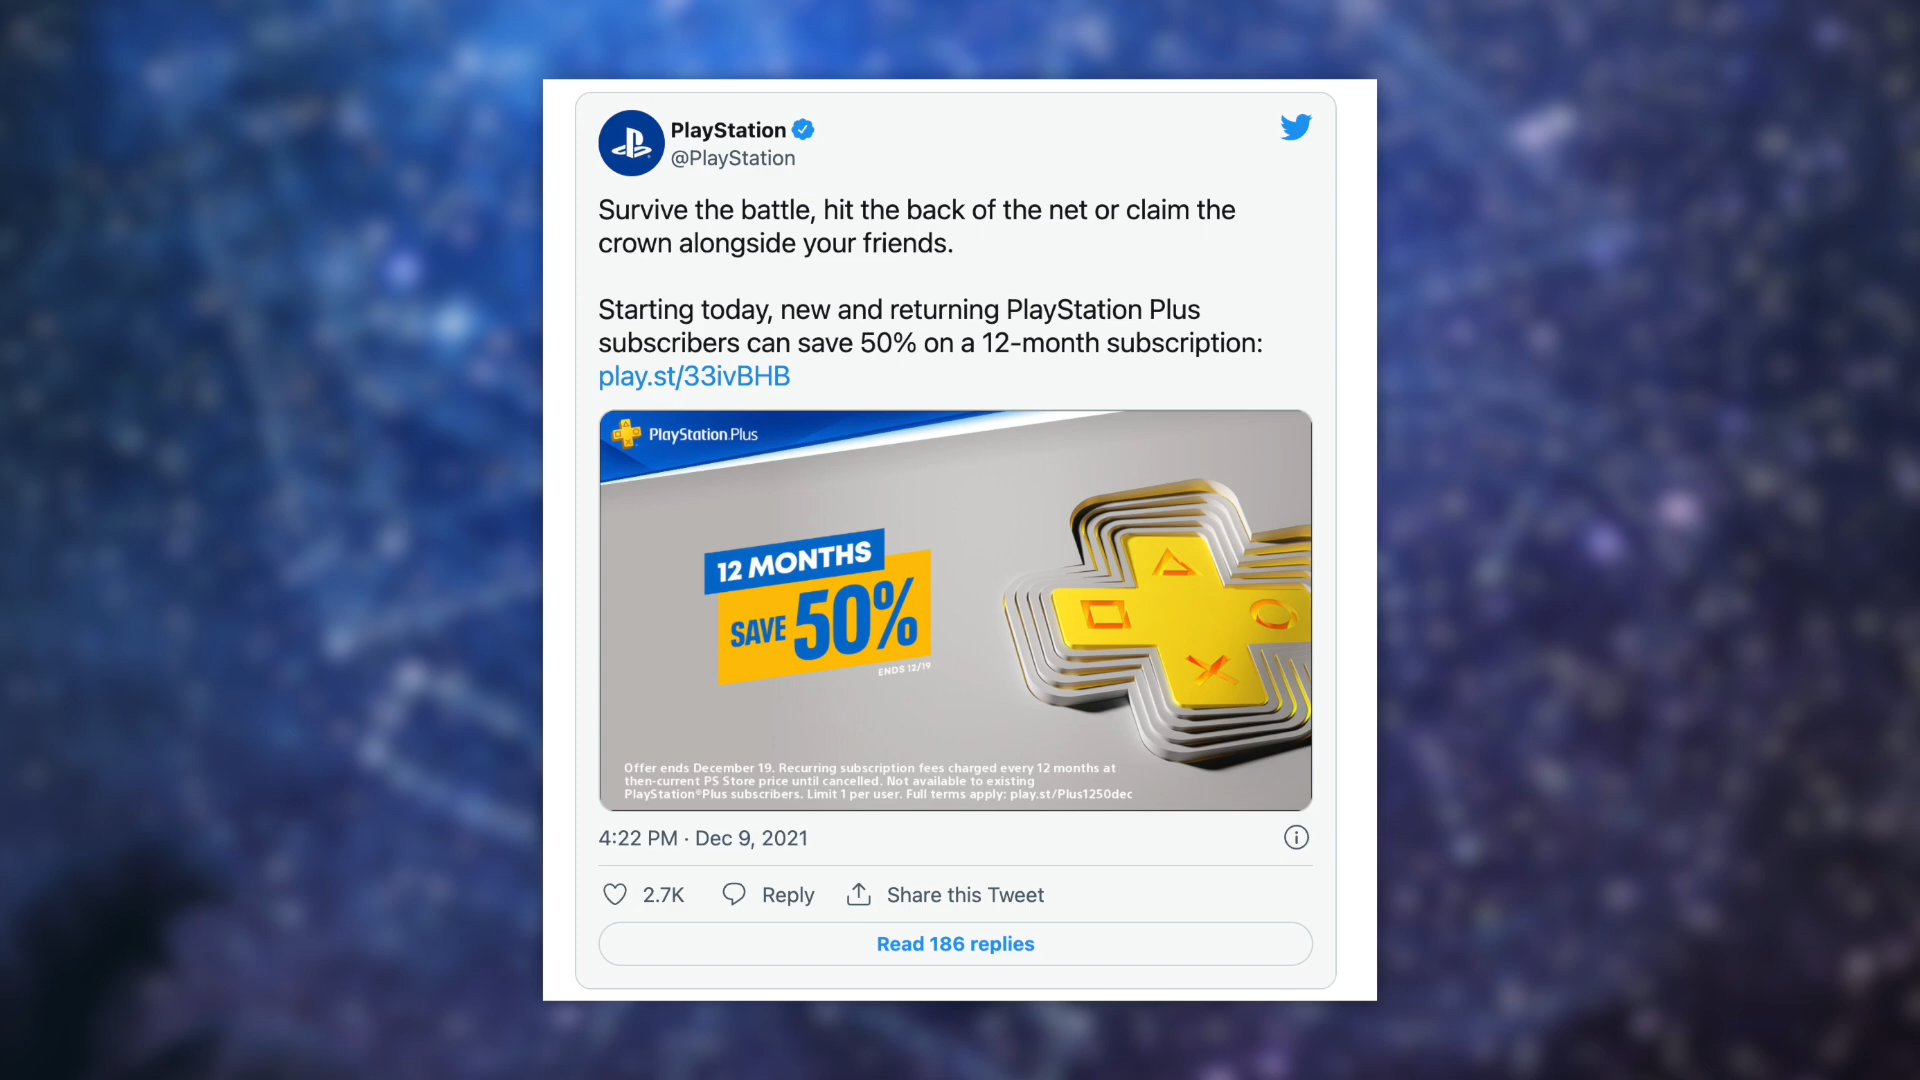 PlayStation
@PlayStation
Survive the battle, hit the back of the net or claim the
crown alongside your friends.
Starting today, new and returning PlayStation Plus
subscribers can save 50% on a 12-month subscription:
play.st/33ivBHB
PlayStation.Plus
12 MONTHS
SAVE 50%
ENDS 12/19
Offer ends December 19. Recurring subscription fees charged every 12 months at
then-current PS Store price until cancelled. Not available to existing
PlayStation®Plus subscribers. Limit 1 per user. Full terms apply: play.st/Plus1250dec
4:22 PM · Dec 9, 2021
2.7K Reply Share this Tweet
Read 186 replies